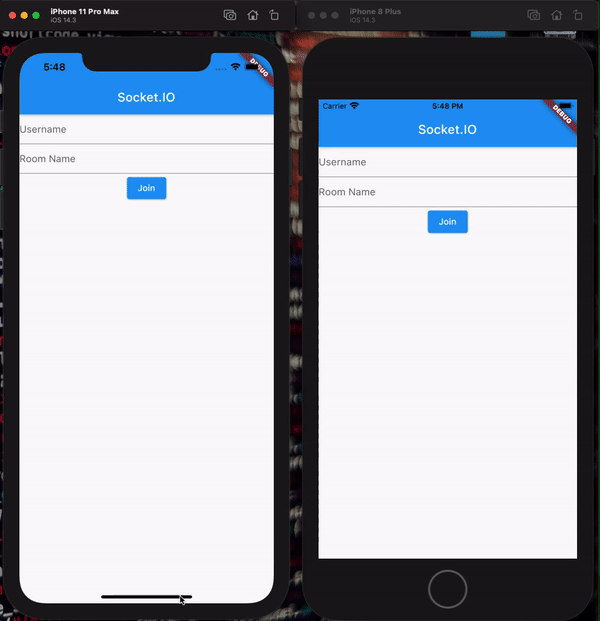 iPhone 11 Pro Max
iOS 14.3
5:48
DEBUG
Socket.IO
Username
Room Name
Join
iPhone 8 Plus
iOS 14.3
Carrier
5:48 PM
DEBUG
Socket.IO
Username
Room Name
Join